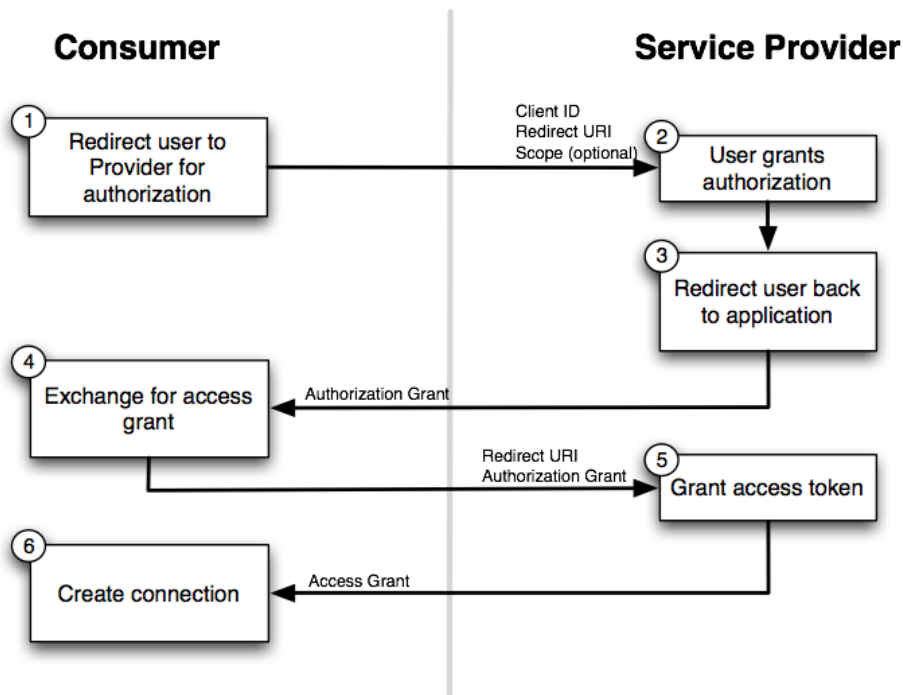 Consumer
Service Provider
1
Redirect user to
Provider for
authorization
Client ID
Redirect URI
Scope (optional)
2
User grants
authorization
3
Redirect user back
to application
4
Exchange for access
grant
Authorization Grant
Redirect URI
Authorization Grant
5
Grant access token
6
Create connection
Access Grant